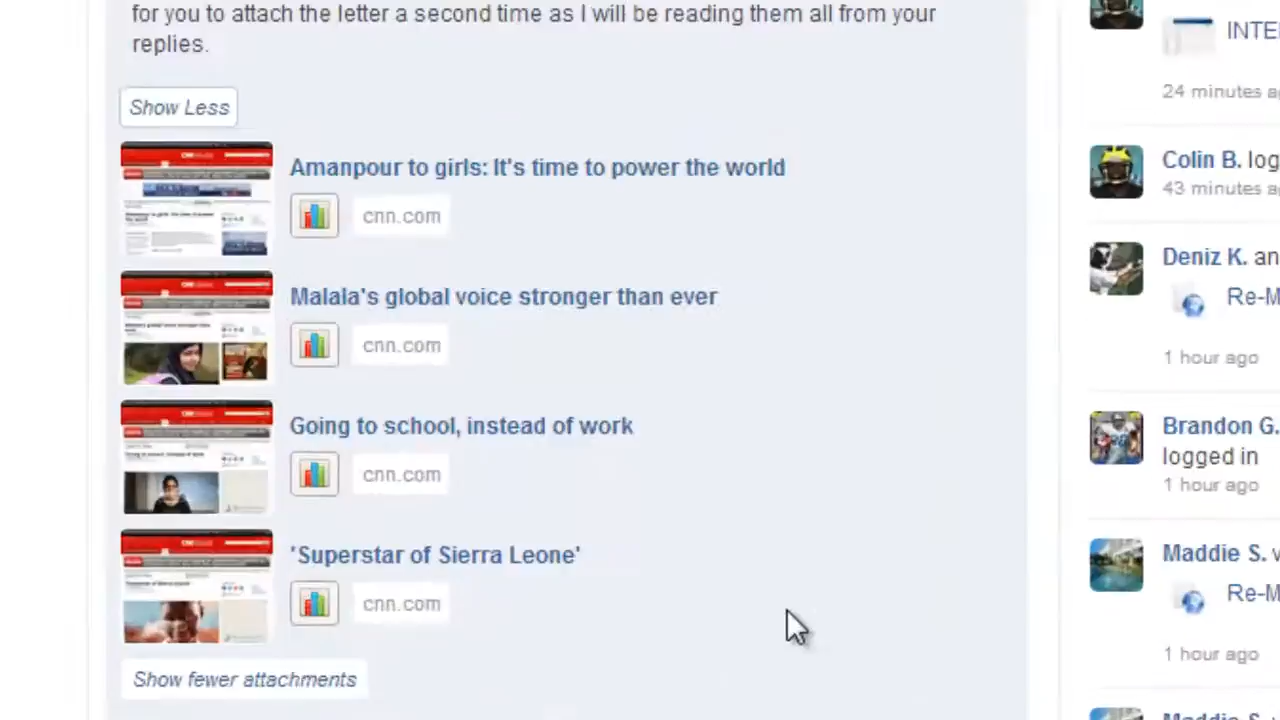 for you to attach the letter a second time as I will be reading them all from your
replies.
Show Less
Amanpour to girls: It's time to power the world
cnn.com
Malala's global voice stronger than ever
cnn.com
Going to school, instead of work
cnn.com
'Superstar of Sierra Leone'
cnn.com
Show fewer attachments
24 minutes
Colin B. log
43 minutes ago
Deniz K. an
Re-M
1 hour ago
Brandon G.
logged in
1 hour ago
Maddie S. v
Re-M
1 hour ago
Maddie S.